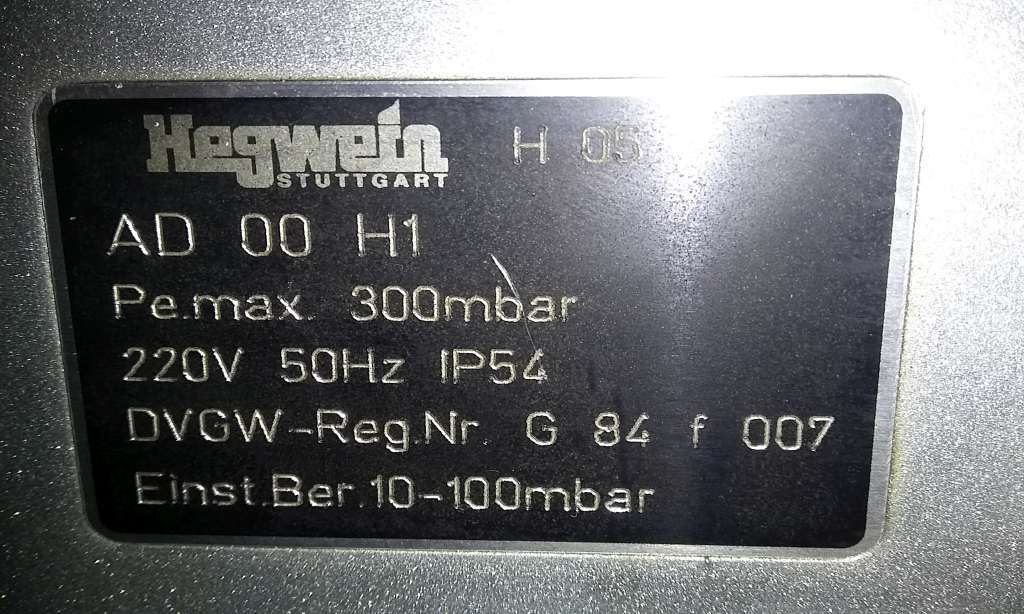 Hegwein H 05
STUTTGART
AD 00 H1
Pe.max. 300mbar
220V 50Hz IP54
DVGW-Reg.Nr. G 84 f 007
Einst.Ber.10-100mbar